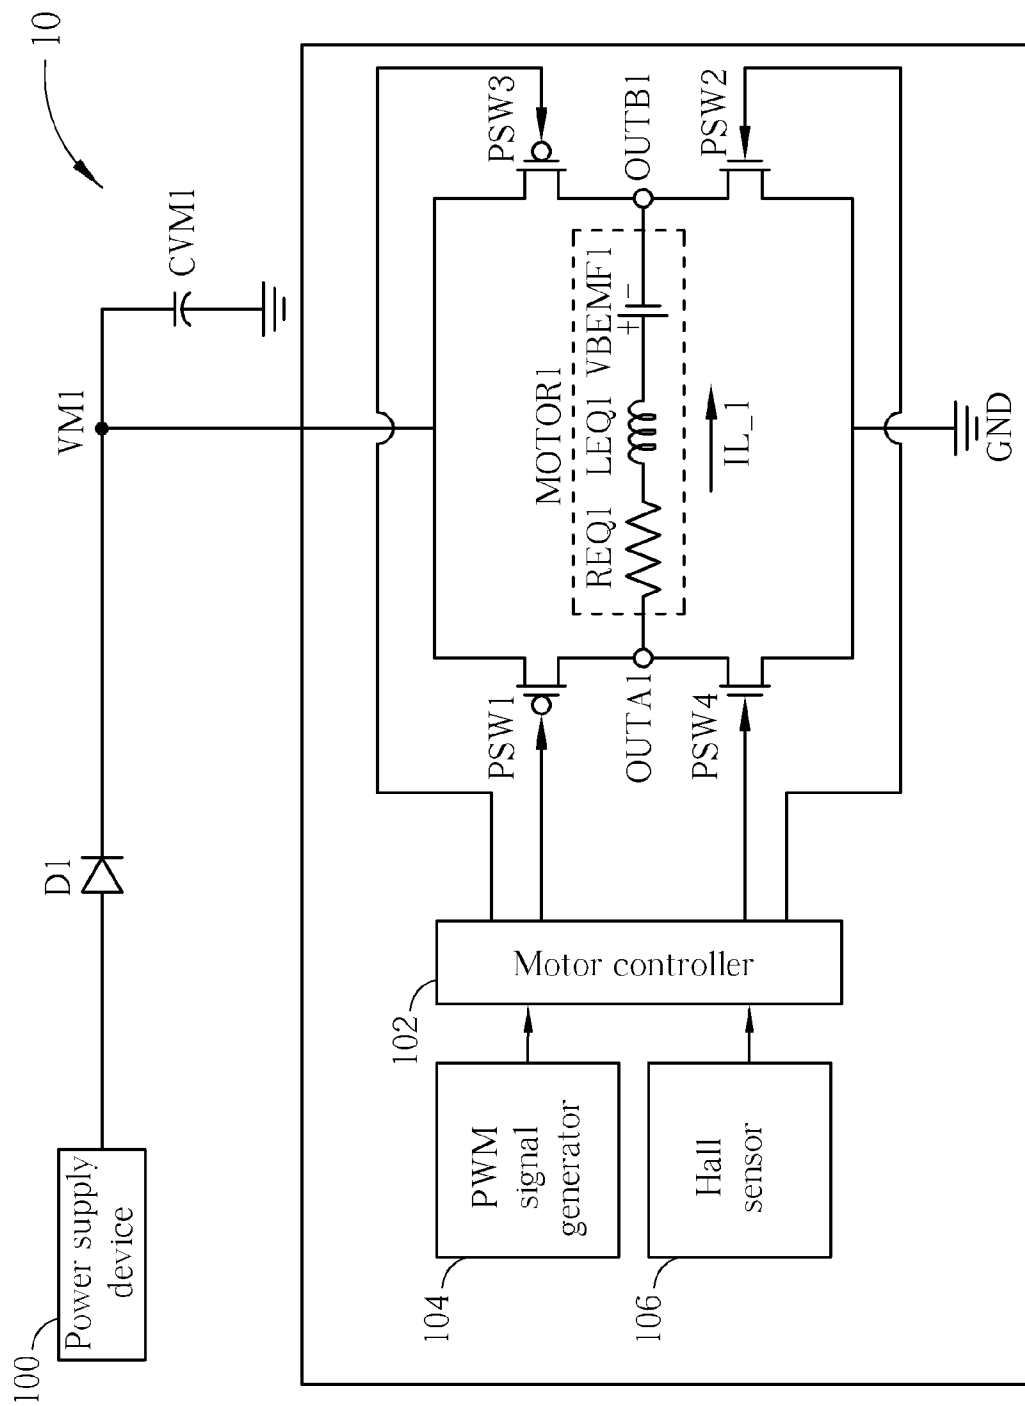 10
100
Power supply
device
D1
VM1
CVM1
PSW1
PSW3
MOTOR1
REQ1
LEQ1
VBEMF1
+
-
OUTA1
OUTB1
IL_1
PSW4
PSW2
GND
102
Motor controller
104
PWM
signal
generator
106
Hall
sensor